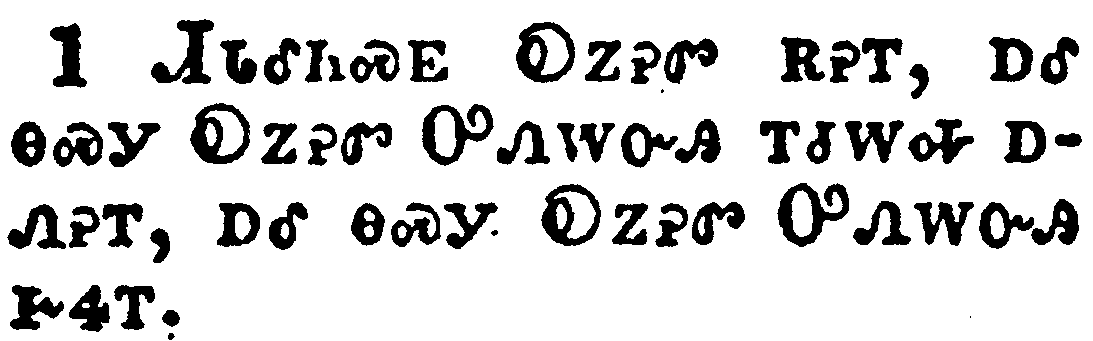 1 ᏗᏓᎴᏂᏍᎬ ᎧᏃᎮᏛ ᎡᎮᎢ, ᎠᎴ
ᎾᏍᎩ ᎧᏃᎮᏛ ᎤᏁᎳᏅᎯ ᎢᏧᎳᎭ Ꭰ-
ᏁᎮᎢ, ᎠᎴ ᎾᏍᎩ ᎧᏃᎮᏛ ᎤᏁᎳᏅᎯ
ᎨᏎᎢ.